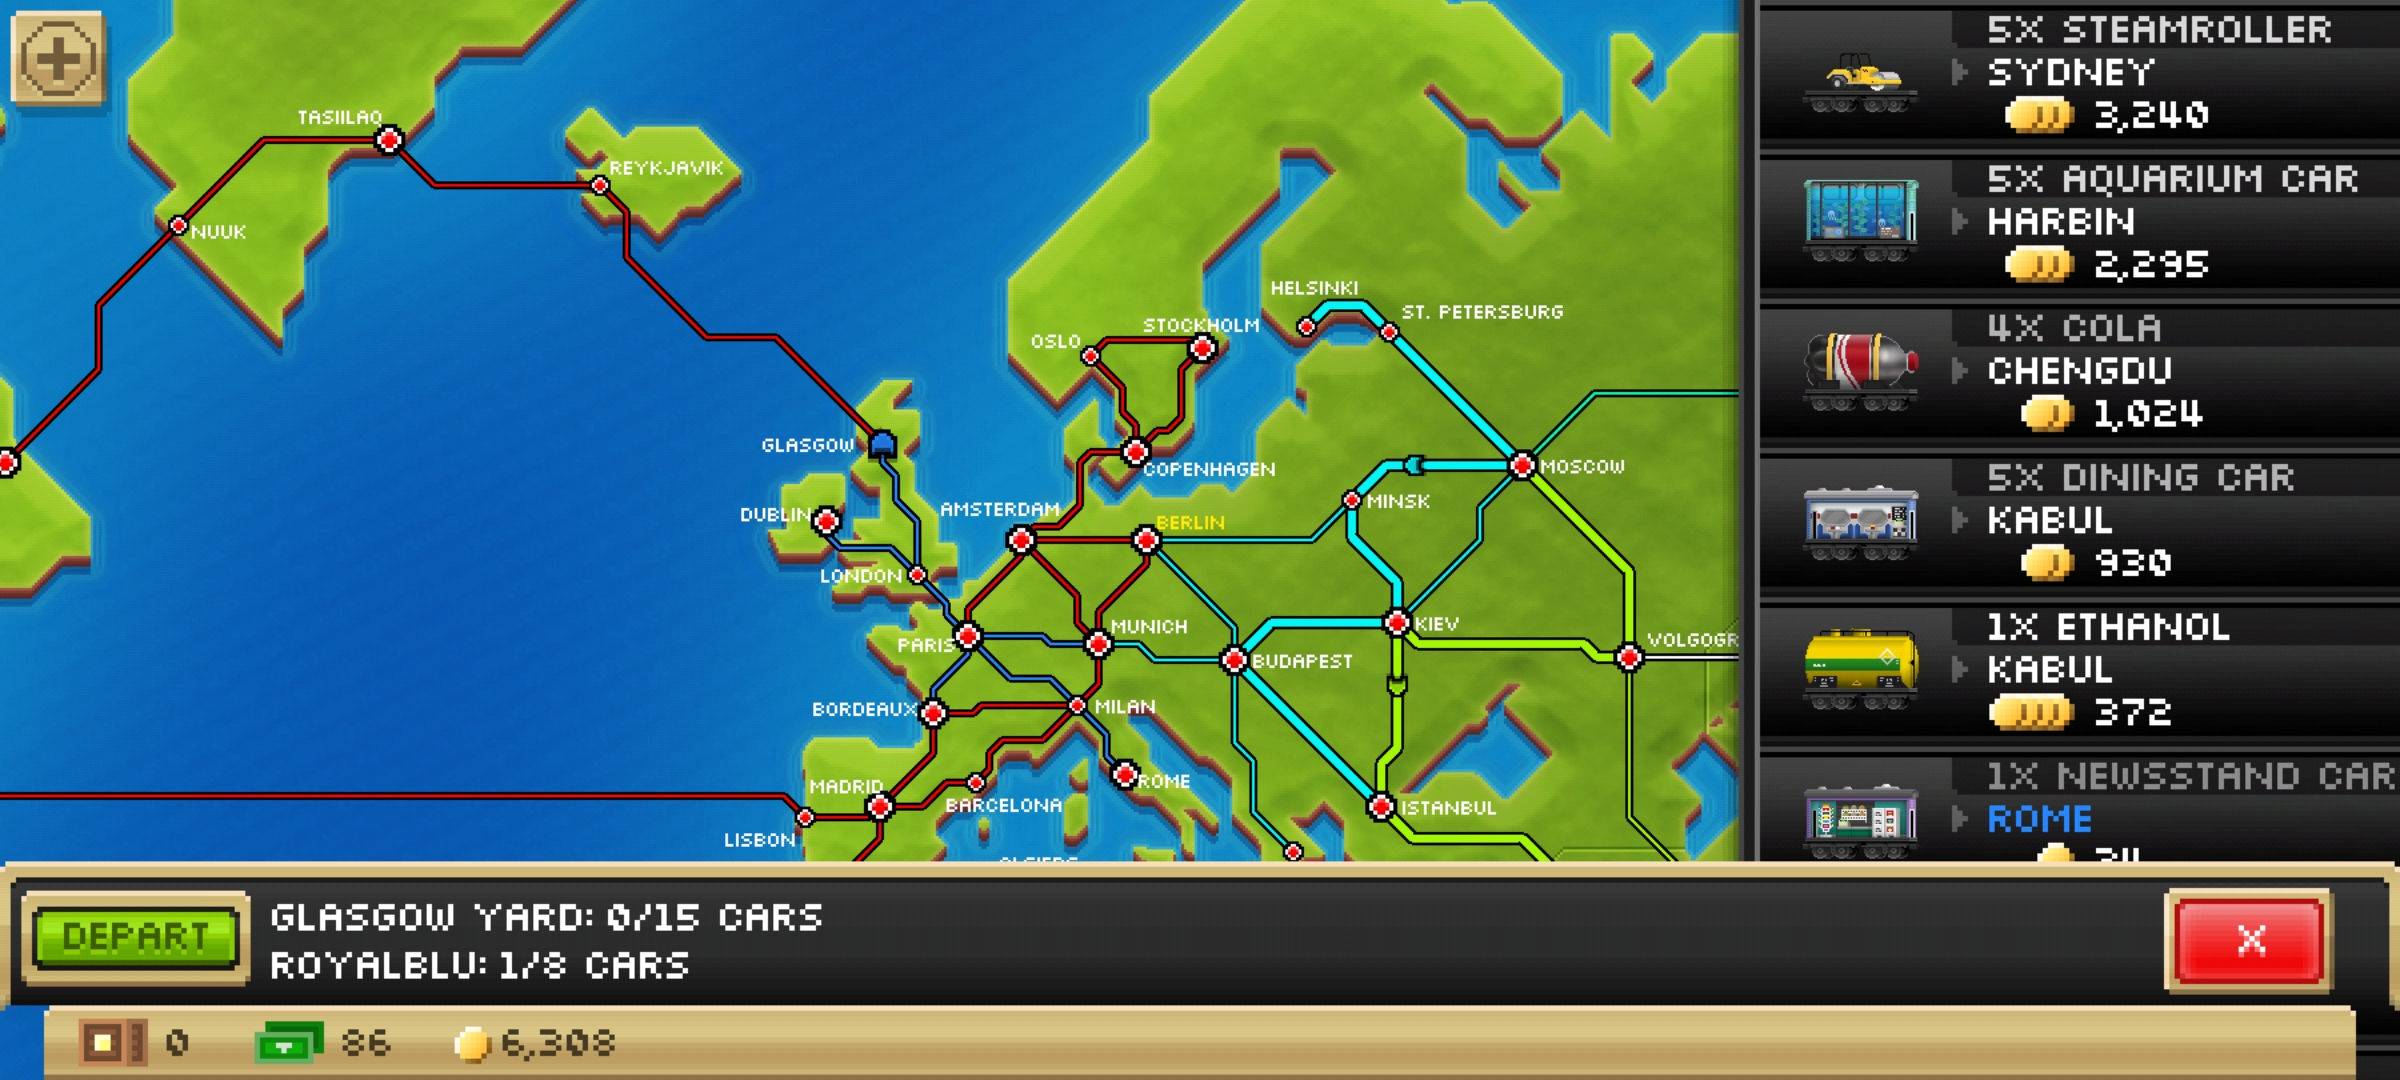 TASIILAQ
REYKJAVIK
NUUK
HELSINKI
ST. PETERSBURG
STOCKHOLM
OSLO
GLASGOW
COPENHAGEN
MOSCOW
MINSK
DUBLIN
AMSTERDAM
BERLIN
LONDON
PARIS
MUNICH
KIEV
VOLGOGR
BUDAPEST
BORDEAUX
MILAN
MADRID
BARCELONA
ROME
ISTANBUL
LISBON
5X STEAMROLLER
SYDNEY
3,240
5X AQUARIUM CAR
HARBIN
2,295
4X COLA
CHENGDU
1,024
5X DINING CAR
KABUL
930
1X ETHANOL
KABUL
372
1X NEWSSTAND CAR
ROME
DEPART
GLASGOW YARD: 0/15 CARS
ROYALBLU: 1/8 CARS
X
0 86 6,308